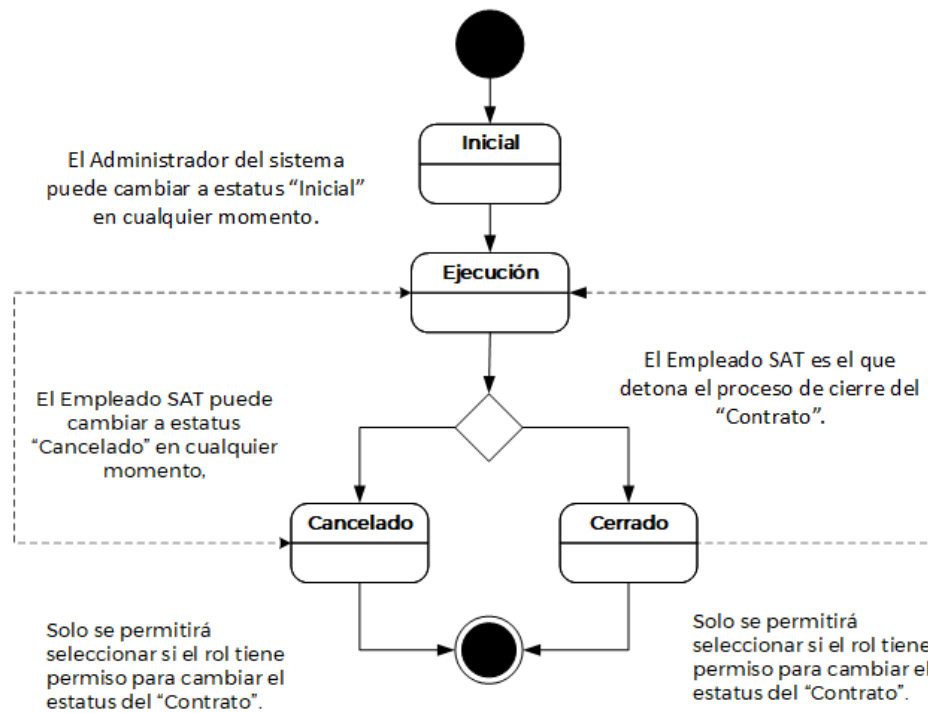 Inicial
El Administrador del sistema
puede cambiar a estatus “Inicial”
en cualquier momento.
Ejecución
El Empleado SAT es el que
detona el proceso de cierre del
“Contrato”.
El Empleado SAT puede
cambiar a estatus
“Cancelado” en cualquier
momento,
Cancelado
Cerrado
Solo se permitirá
seleccionar si el rol tiene
permiso para cambiar el
estatus del “Contrato”.
Solo se permitirá
seleccionar si el rol tiene
permiso para cambiar el
estatus del “Contrato”.